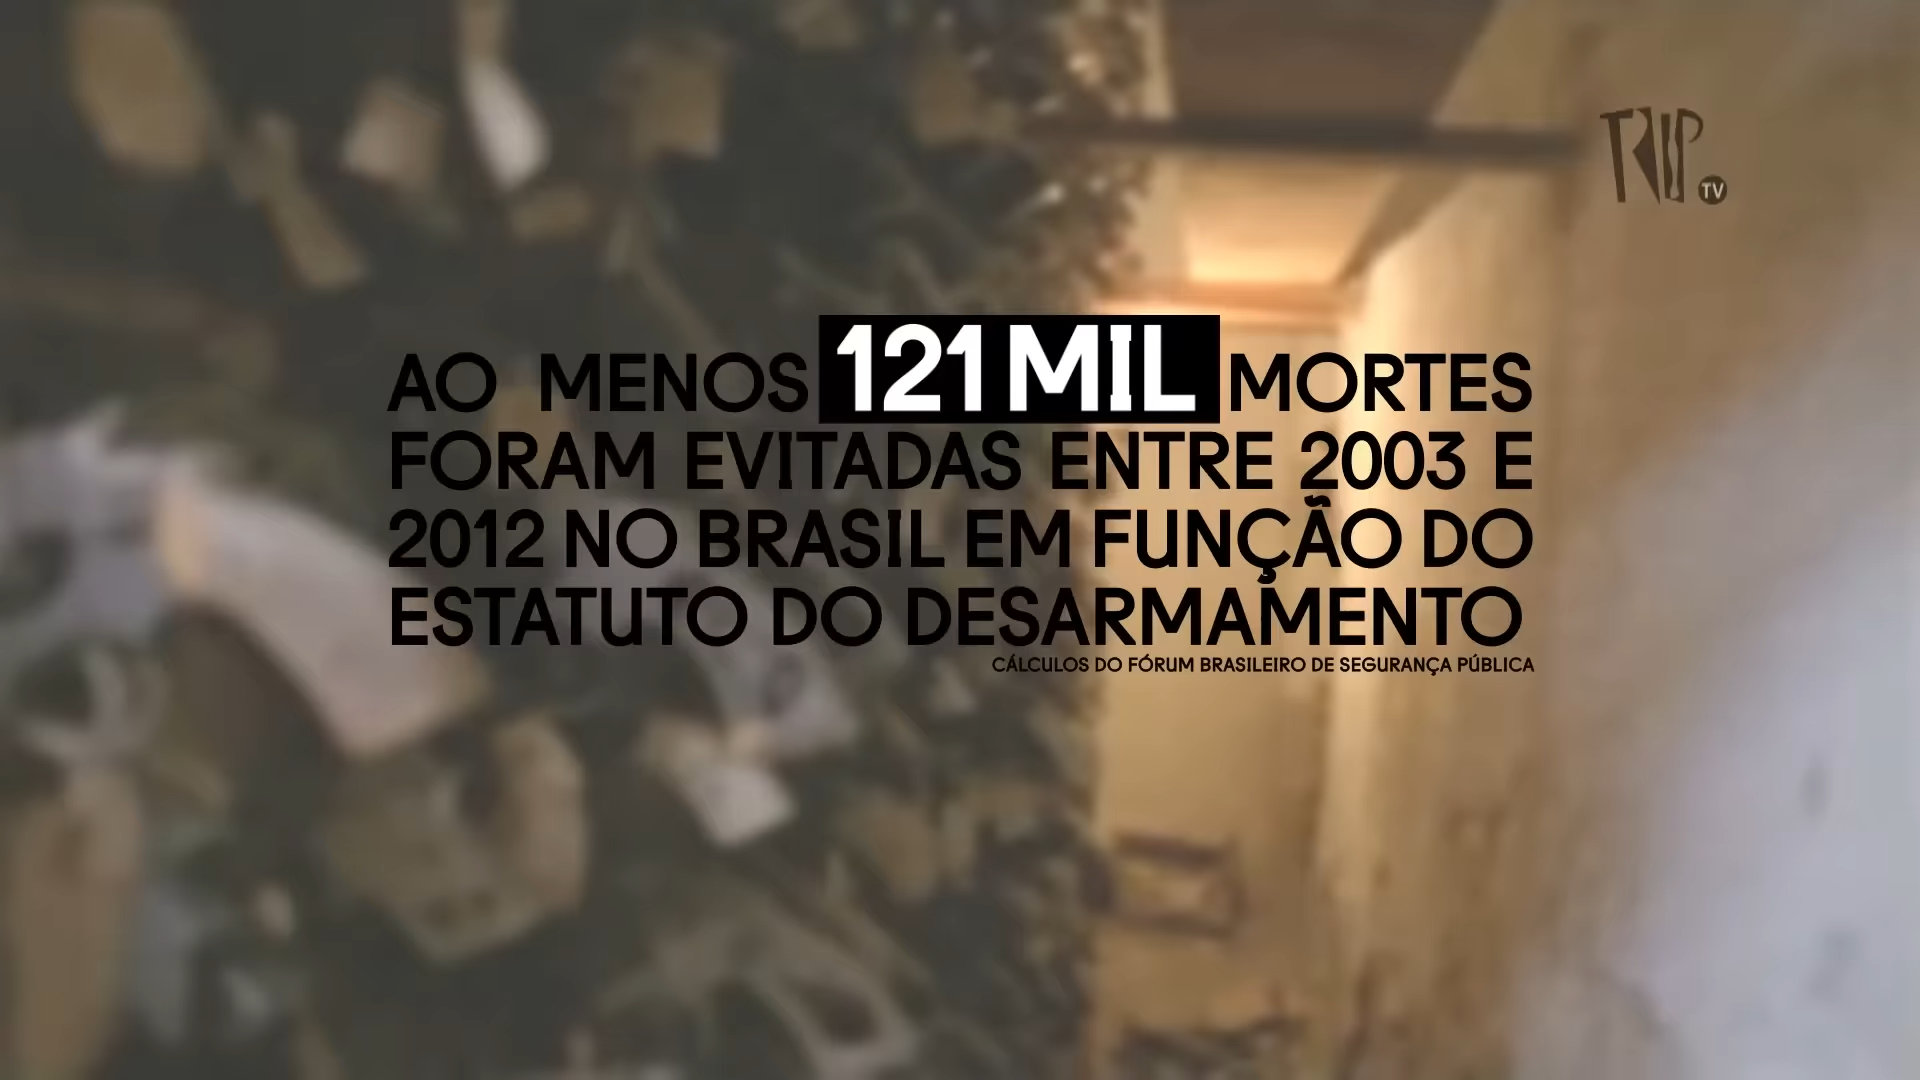 TRIP.
TV
AO MENOS 121 MIL MORTES
FORAM EVITADAS ENTRE 2003 E
2012 NO BRASIL EM FUNÇÃO DO
ESTATUTO DO DESARMAMENTO
CÁLCULOS DO FÓRUM BRASILEIRO DE SEGURANÇA PÚBLICA